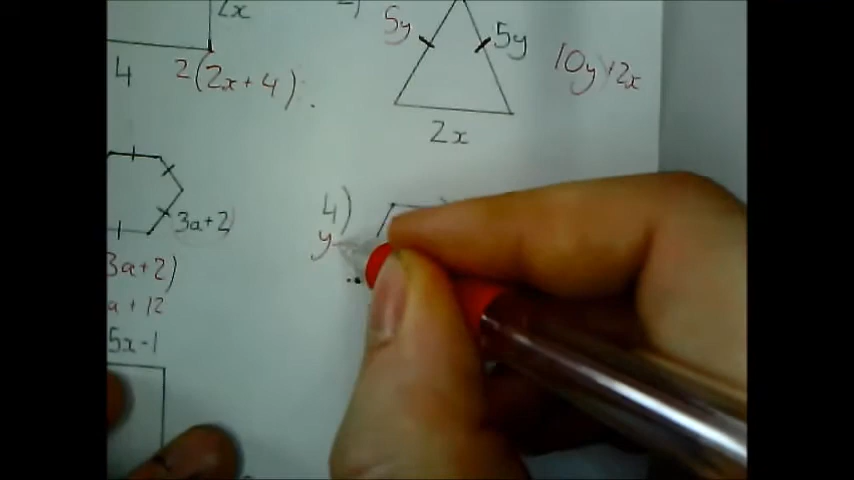 2x
4
2(2x+4)
5y
5y
10y+2x
2x
3a+2
3a+2)
a + 12
5x-1
4)
y-